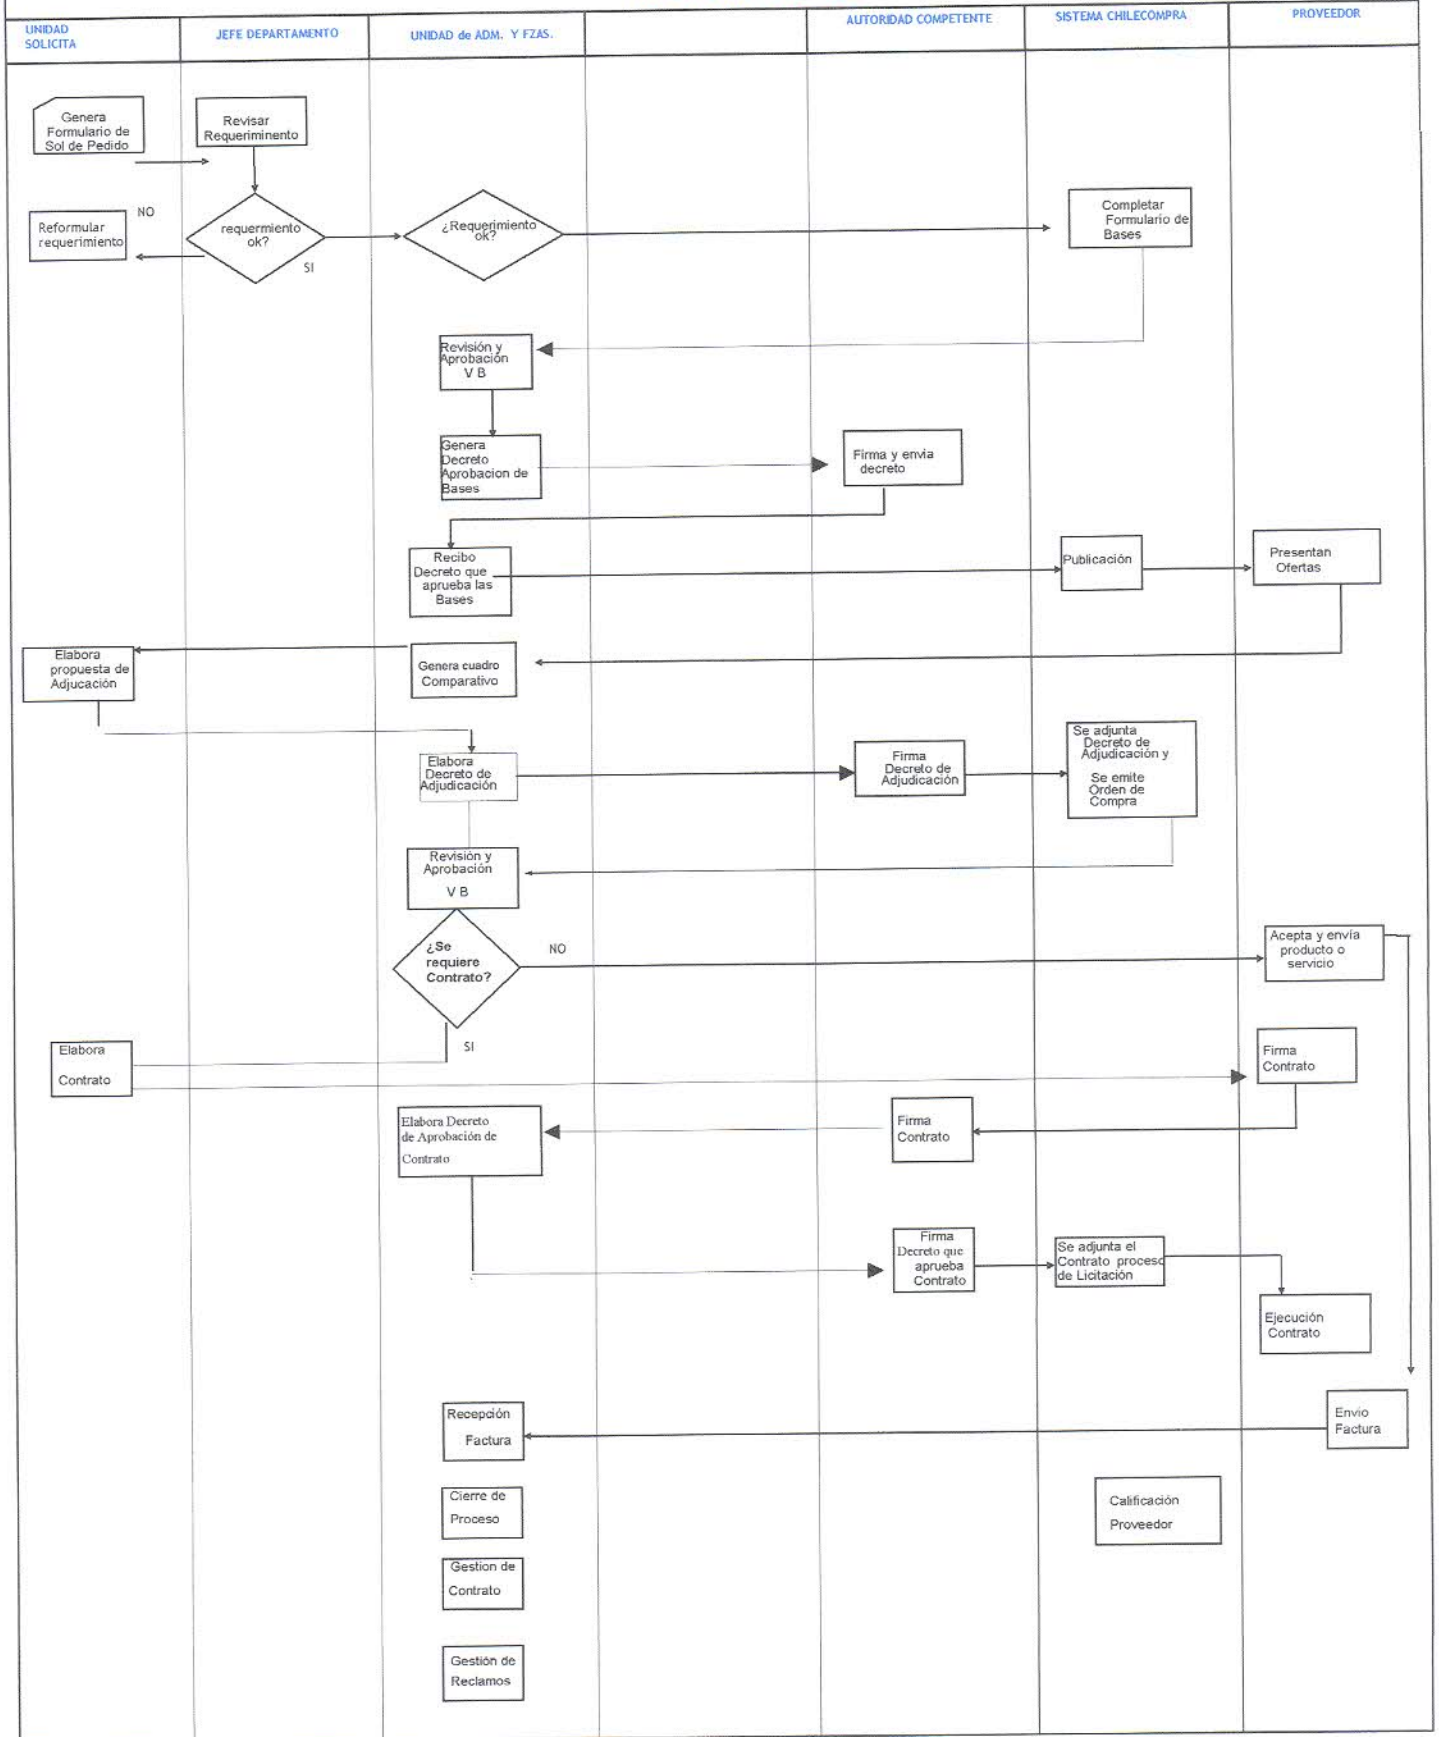 UNIDAD
SOLICITA
JEFE DEPARTAMENTO
UNIDAD de ADM. Y FZAS.
AUTORIDAD COMPETENTE
SISTEMA CHILECOMPRA
PROVEEDOR
Genera
Formulario de
Sol de Pedido
Revisar
Requeriminento
Reformular
requerimiento
NO
requermiento
ok?
SI
¿Requerimiento
ok?
Completar
Formulario de
Bases
Revisión y
Aprobación
V B
Genera
Decreto
Aprobacion de
Bases
Firma y envia
decreto
Recibo
Decreto que
aprueba las
Bases
Publicación
Presentan
Ofertas
Elabora
propuesta de
Adjucación
Genera cuadro
Comparativo
Elabora
Decreto de
Adjudicación
Firma
Decreto de
Adjudicación
Se adjunta
Decreto de
Adjudicación y
Se emite
Orden de
Compra
Revisión y
Aprobación
V B
¿Se
requiere
Contrato?
NO
SI
Acepta y envía
producto o
servicio
Elabora
Contrato
Firma
Contrato
Elabora Decreto
de Aprobación de
Contrato
Firma
Contrato
Firma
Decreto que
aprueba
Contrato
Se adjunta el
Contrato proceso
de Licitación
Ejecución
Contrato
Recepción
Factura
Envio
Factura
Cierre de
Proceso
Calificación
Proveedor
Gestion de
Contrato
Gestión de
Reclamos